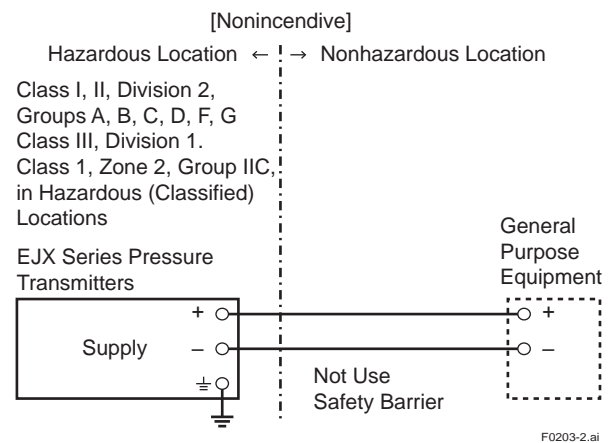 [Nonincendive]
Hazardous Location ← → Nonhazardous Location
Class I, II, Division 2,
Groups A, B, C, D, F, G
Class III, Division 1.
Class 1, Zone 2, Group IIC,
in Hazardous (Classified)
Locations
EJX Series Pressure
Transmitters
General
Purpose
Equipment
+
Supply
–
+
–
Not Use
Safety Barrier
F0203-2.ai